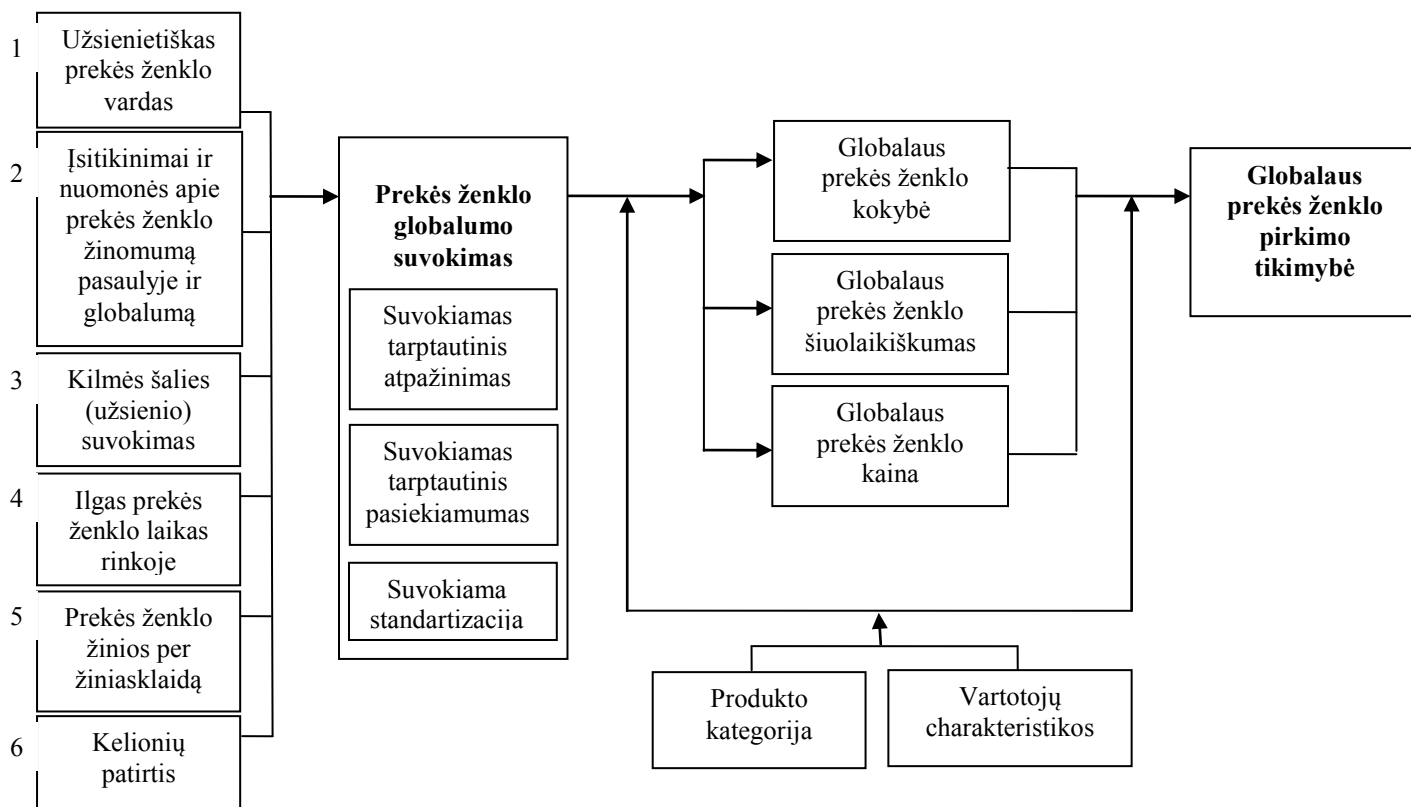 1
Užsienietiškas
prekės ženklo
vardas
2
Įsitikinimai ir
nuomonės apie
prekės ženklo
žinomumą
pasaulyje ir
globalumą
3
Kilmės šalies
(užsienio)
suvokimas
4
Ilgas prekės
ženklo laikas
rinkoje
5
Prekės ženklo
žinios per
žiniasklaidą
6
Kelionių
patirtis
Prekės ženklo
globalumo
suvokimas
Suvokiamas
tarptautinis
atpažinimas
Suvokiamas
tarptautinis
pasiekiamumas
Suvokiama
standartizacija
Globalaus
prekės ženklo
kokybė
Globalaus
prekės ženklo
šiuolaikiškumas
Globalaus
prekės ženklo
kaina
Produkto
kategorija
Vartotojų
charakteristikos
Globalaus
prekės ženklo
pirkimo
tikimybė